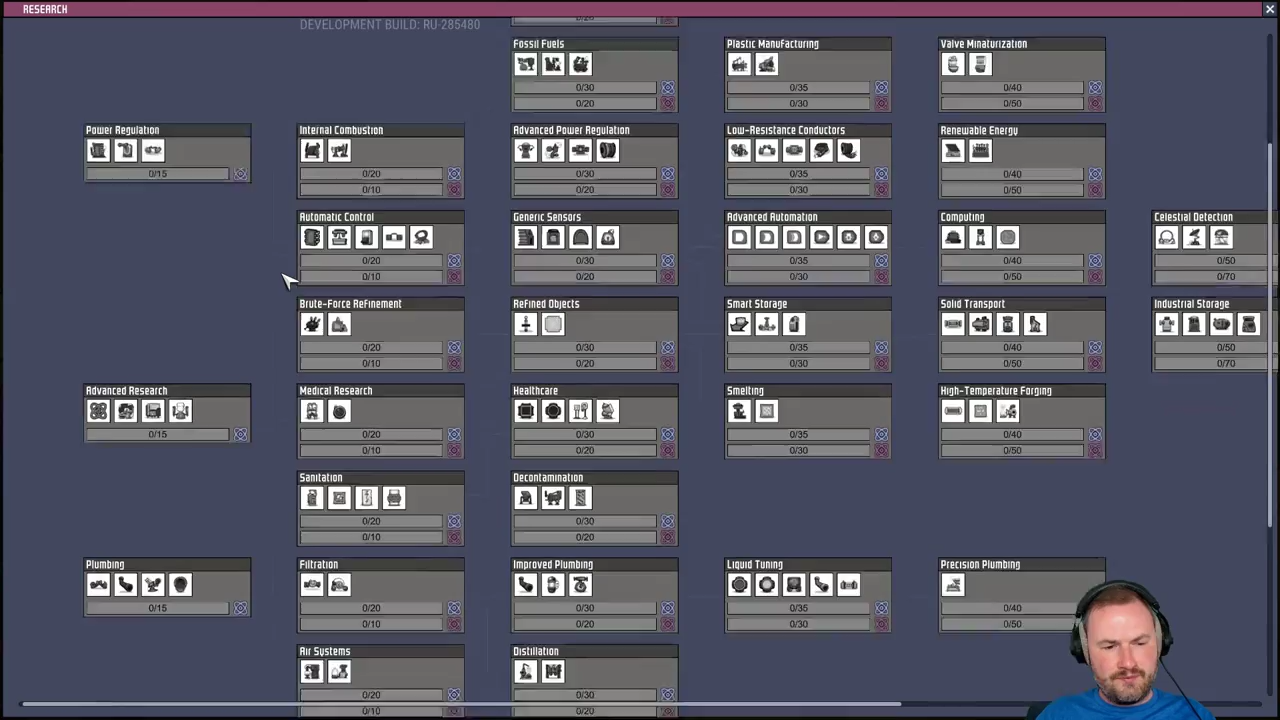 RESEARCH
DEVELOPMENT BUILD: RU-285480
0/20
Fossil Fuels
0/30
0/20
Plastic Manufacturing
0/35
0/30
Valve Minaturization
0/40
0/50
Power Regulation
0/15
Internal Combustion
0/20
0/10
Advanced Power Regulation
0/30
0/20
Low-Resistance Conductors
0/35
0/30
Renewable Energy
0/40
0/50
Automatic Control
0/20
0/10
Generic Sensors
0/30
0/20
Advanced Automation
0/35
0/30
Computing
0/40
0/50
Celestial Detection
0/50
0/70
Brute-Force Refinement
0/20
0/10
Refined Objects
0/30
0/20
Smart Storage
0/35
0/30
Solid Transport
0/40
0/50
Industrial Storage
0/50
0/70
Advanced Research
0/15
Medical Research
0/20
0/10
Healthcare
0/30
0/20
Smelting
0/35
0/30
High-Temperature Forging
0/40
0/50
Sanitation
0/20
0/10
Decontamination
0/30
0/20
Plumbing
0/15
Filtration
0/20
0/10
Improved Plumbing
0/30
0/20
Liquid Tuning
0/35
0/30
Precision Plumbing
0/40
0/50
Air Systems
0/20
0/10
Distillation
0/30
0/20